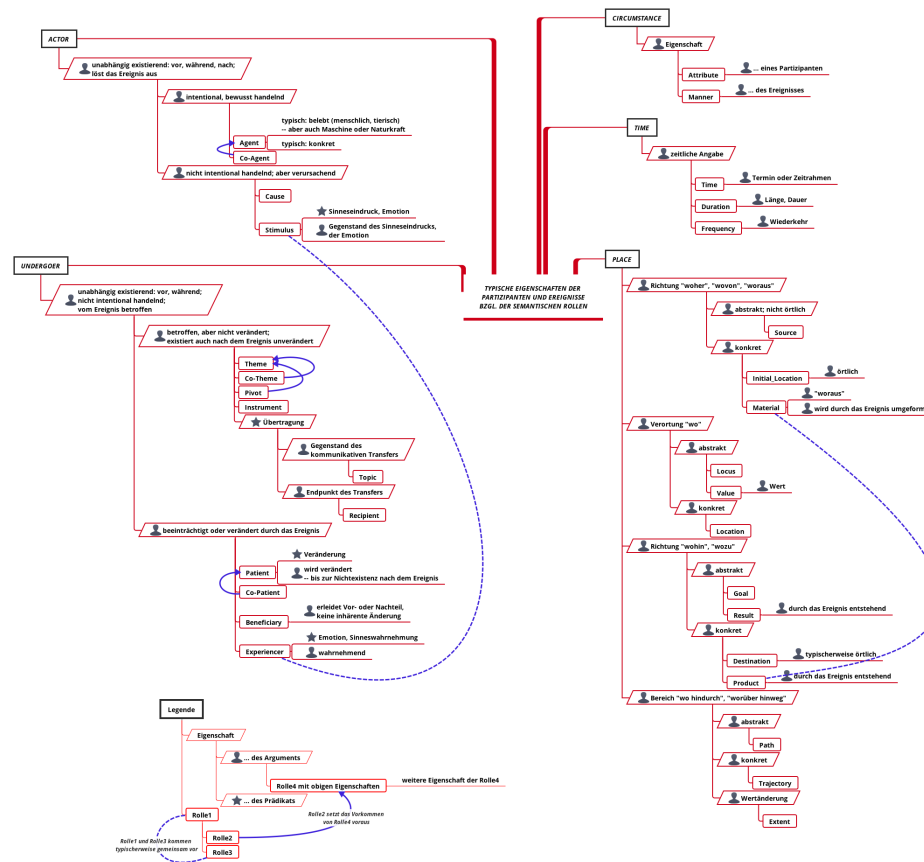 ACTOR
unabhängig existierend: vor, während, nach;
löst das Ereignis aus
intentional, bewusst handelnd
typisch: belebt (menschlich, tierisch)
-- aber auch Maschine oder Naturkraft
Agent
typisch: konkret
Co-Agent
nicht intentional handelnd; aber verursachend
Cause
Sinneseindruck, Emotion
Stimulus
Gegenstand des Sinneseindrucks,
der Emotion
UNDERGOER
unabhängig existierend: vor, während;
nicht intentional handelnd;
vom Ereignis betroffen
betroffen, aber nicht verändert;
existiert auch nach dem Ereignis unverändert
Theme
Co-Theme
Pivot
Instrument
Übertragung
Gegenstand des
kommunikativen Transfers
Topic
Endpunkt des Transfers
Recipient
beeinträchtigt oder verändert durch das Ereignis
Veränderung
Patient
wird verändert
-- bis zur Nichtexistenz nach dem Ereignis
Co-Patient
Beneficiary
erleidet Vor- oder Nachteil,
keine inhärente Änderung
Emotion, Sinneswahrnehmung
Experiencer
wahrnehmend
TYPISCHE EIGENSCHAFTEN DER
PARTIZIPANTEN UND EREIGNISSE
BZGL. DER SEMANTISCHEN ROLLEN
CIRCUMSTANCE
Eigenschaft
Attribute
... eines Partizipanten
Manner
... des Ereignisses
TIME
zeitliche Angabe
Time
Termin oder Zeitrahmen
Duration
Länge, Dauer
Frequency
Wiederkehr
PLACE
Richtung "woher", "wovon", "woraus"
abstrakt; nicht örtlich
Source
konkret
Initial_Location
örtlich
"woraus"
Material
wird durch das Ereignis umgeform
Verortung "wo"
abstrakt
Locus
Value
Wert
konkret
Location
Richtung "wohin", "wozu"
abstrakt
Goal
Result
durch das Ereignis entstehend
konkret
Destination
typischerweise örtlich
Product
durch das Ereignis entstehend
Bereich "wo hindurch", "worüber hinweg"
abstrakt
Path
konkret
Trajectory
Wertänderung
Extent
Legende
Eigenschaft
... des Arguments
weitere Eigenschaft der Rolle4
Rolle4 mit obigen Eigenschaften
... des Prädikats
Rolle1
Rolle2 setzt das Vorkommen
von Rolle4 voraus
Rolle2
Rolle1 und Rolle3 kommen
typischerweise gemeinsam vor
Rolle3